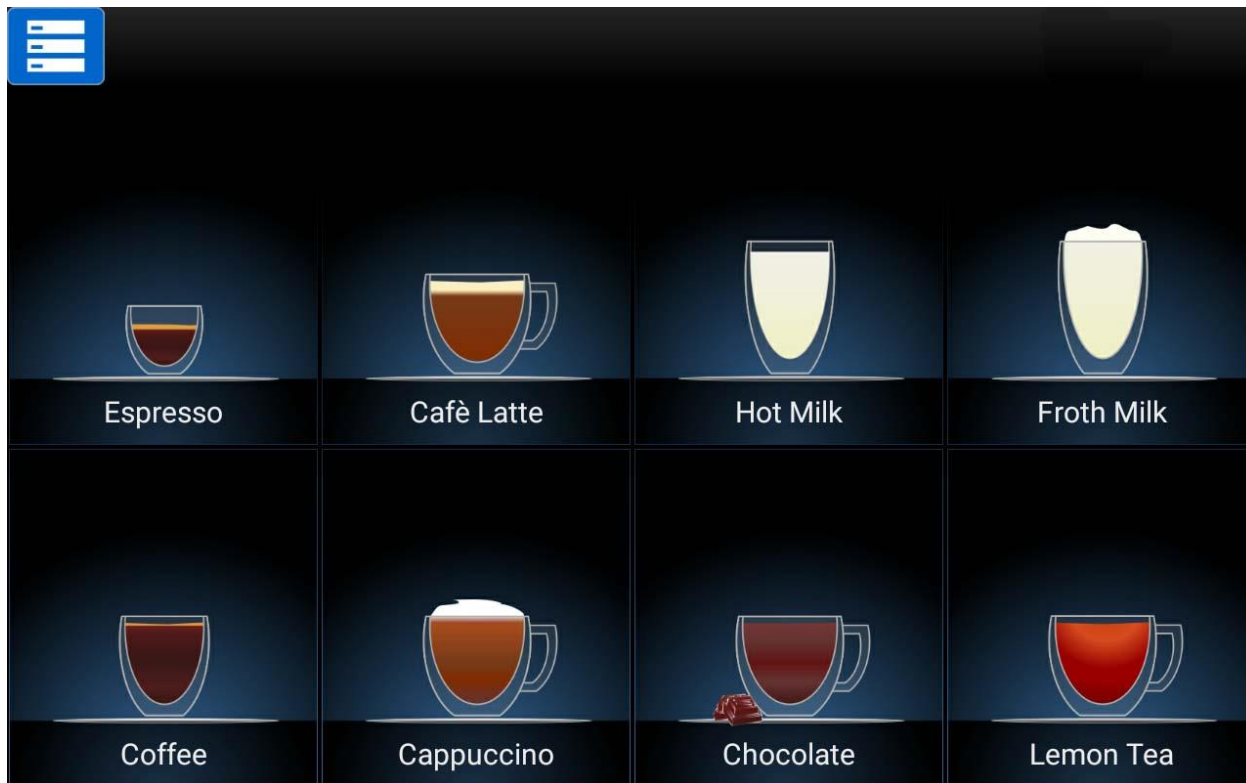 Espresso
Cafè Latte
Hot Milk
Froth Milk
Coffee
Cappuccino
Chocolate
Lemon Tea